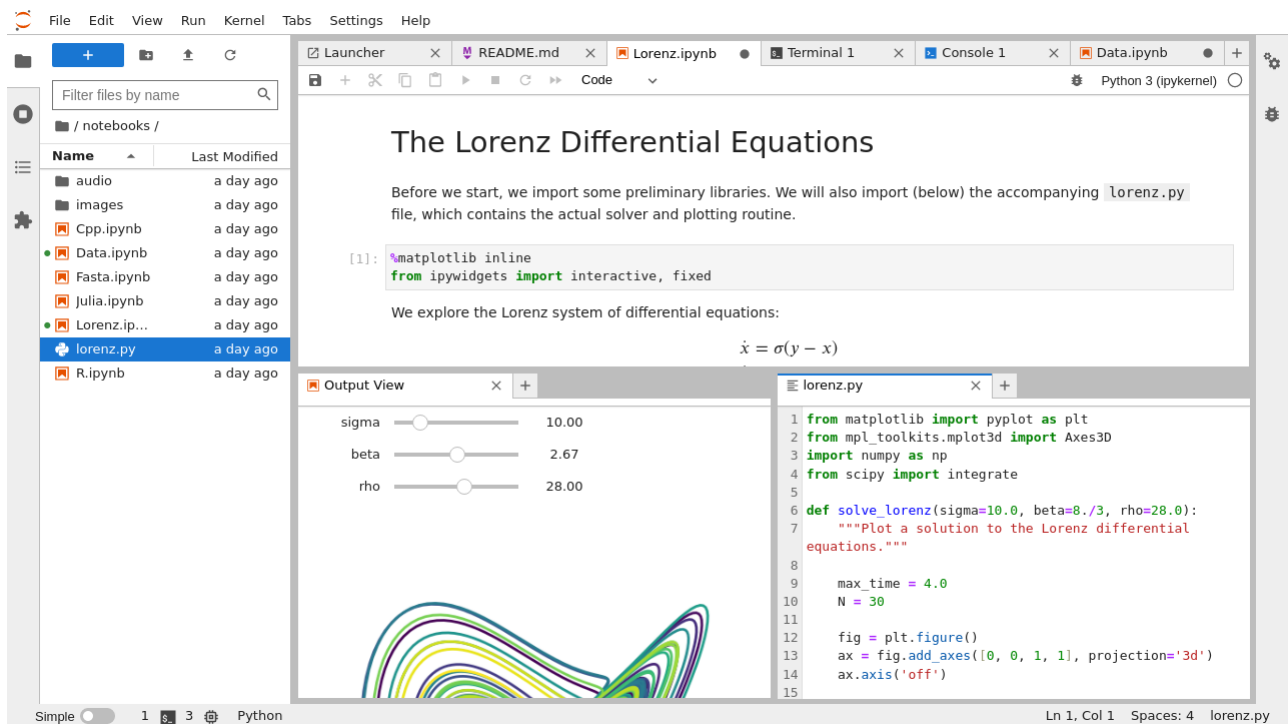 File Edit View Run Kernel Tabs Settings Help
Filter files by name
/ notebooks /
Name Last Modified
audio a day ago
images a day ago
Cpp.ipynb a day ago
Data.ipynb a day ago
Fasta.ipynb a day ago
Julia.ipynb a day ago
Lorenz.ip... a day ago
lorenz.py a day ago
R.ipynb a day ago
Launcher README.md Lorenz.ipynb Terminal 1 Console 1 Data.ipynb
Code Python 3 (ipykernel)
The Lorenz Differential Equations
Before we start, we import some preliminary libraries. We will also import (below) the accompanying lorenz.py
file, which contains the actual solver and plotting routine.
[1]: %matplotlib inline
from ipywidgets import interactive, fixed
We explore the Lorenz system of differential equations:
ẋ = σ(y − x)
Output View
sigma 10.00
beta 2.67
rho 28.00
lorenz.py
1 from matplotlib import pyplot as plt
2 from mpl_toolkits.mplot3d import Axes3D
3 import numpy as np
4 from scipy import integrate
5
6 def solve_lorenz(sigma=10.0, beta=8./3, rho=28.0):
7     """Plot a solution to the Lorenz differential
equations."""
8
9     max_time = 4.0
10     N = 30
11
12     fig = plt.figure()
13     ax = fig.add_axes([0, 0, 1, 1], projection='3d')
14     ax.axis('off')
15
Simple 1 3 Python Ln 1, Col 1 Spaces: 4 lorenz.py